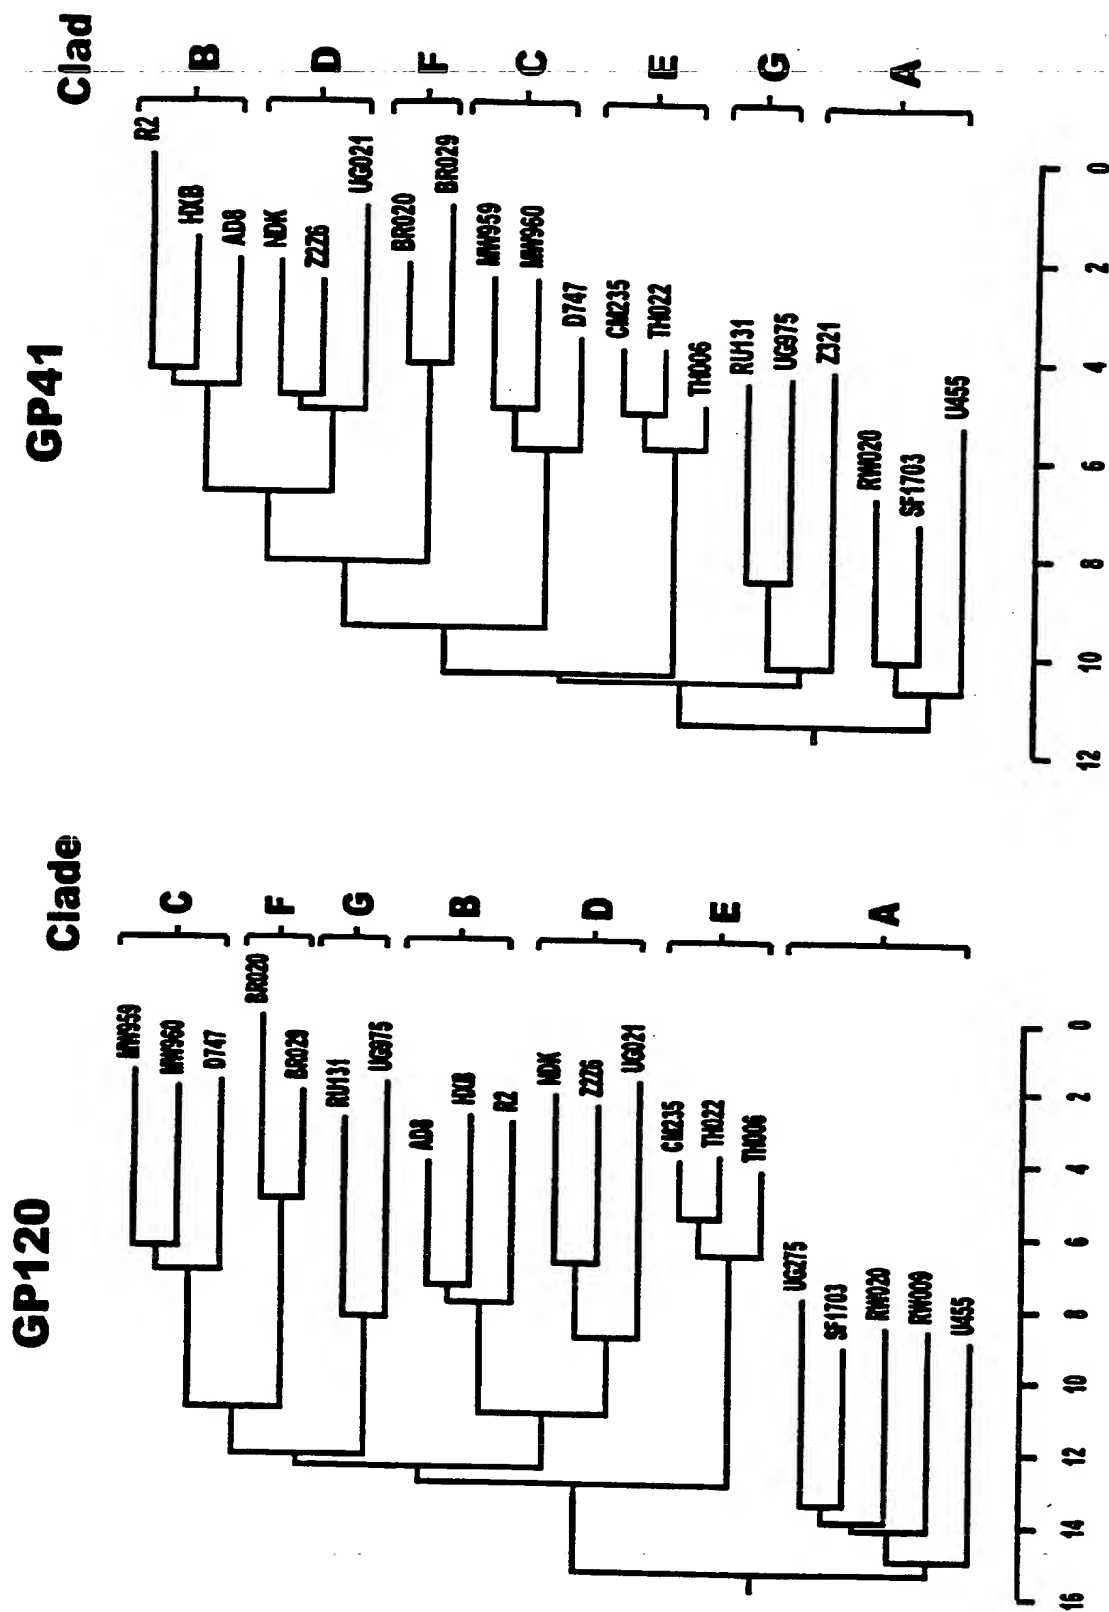 GP120
Clade
MW959
MW960
D747
C
BR020
BR029
F
RU131
UG975
G
AD8
HXB
R2
B
NDK
Z2Z6
UG021
D
CM235
TH022
TH006
E
UG275
SF1703
RW020
RW009
U455
A
16 14 12 10 8 6 4 2 0
GP41
Clad
R2
HXB
AD8
B
NDK
Z2Z6
UG021
D
BR020
BR029
F
MW959
MW960
D747
C
CM235
TH022
TH006
E
RU131
UG975
Z321
G
RW020
SF1703
U455
A
12 10 8 6 4 2 0